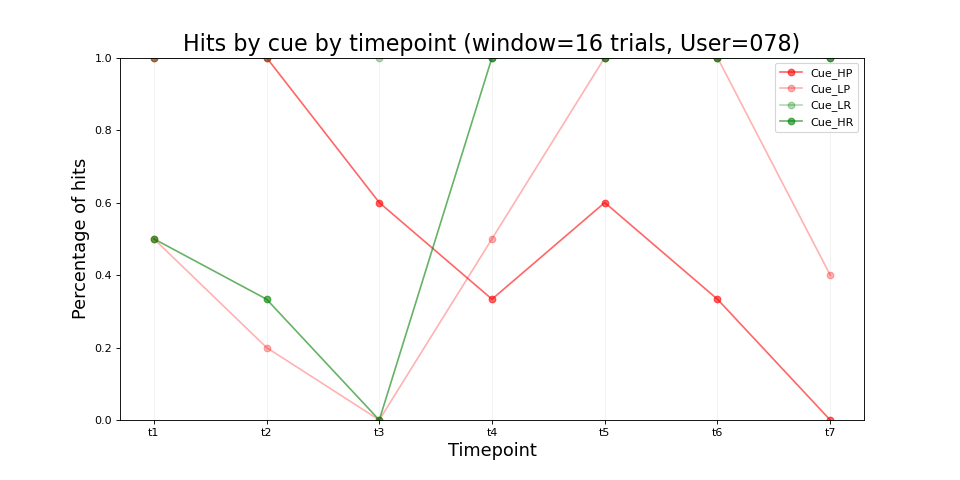 Hits by cue by timepoint (window=16 trials, User=078)
Percentage of hits
1.0
0.8
0.6
0.4
0.2
0.0
Cue_HP
Cue_LP
Cue_LR
Cue_HR
t1 t2 t3 t4 t5 t6 t7
Timepoint